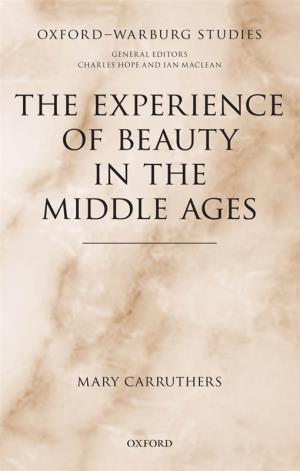 OXFORD–WARBURG STUDIES
GENERAL EDITORS
CHARLES HOPE AND IAN MACLEAN
THE EXPERIENCE
OF BEAUTY
IN THE
MIDDLE AGES
MARY CARRUTHERS
OXFORD